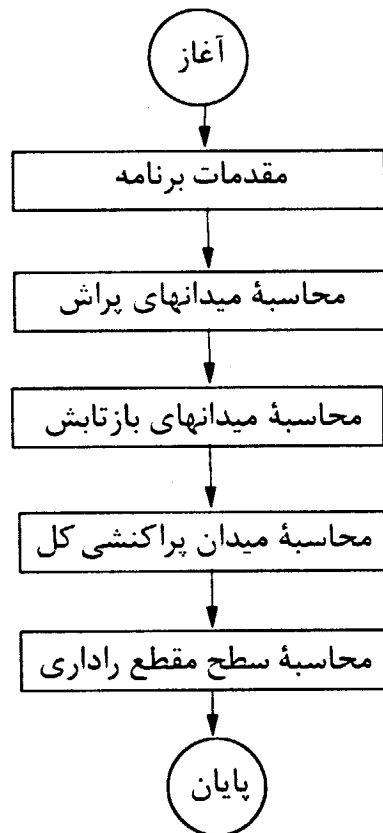 آغاز
مقدمات برنامه
محاسبهٔ میدانهای پراش
محاسبهٔ میدانهای بازتابش
محاسبهٔ میدان پراکنشی کل
محاسبهٔ سطح مقطع راداری
پایان